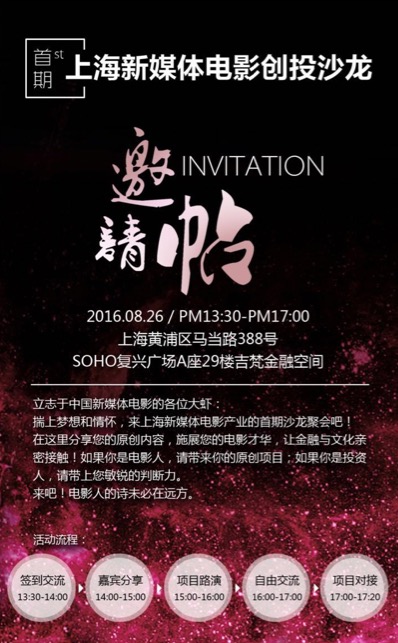 首期 st
上海新媒体电影创投沙龙
邀請帖
INVITATION
2016.08.26 / PM13:30-PM17:00
上海黄浦区马当路388号
SOHO复兴广场A座29楼吉梵金融空间
立志于中国新媒体电影的各位大虾：
揣上梦想和情怀，来上海新媒体电影产业的首期沙龙聚会吧！
在这里分享您的原创内容，施展您的电影才华，让金融与文化亲
密接触！如果你是电影人，请带来你的原创项目；如果你是投资
人，请带上您敏锐的判断力。
来吧！电影人的诗未必在远方。
活动流程：
签到交流
13:30-14:00
嘉宾分享
14:00-15:00
项目路演
15:00-16:00
自由交流
16:00-17:00
项目对接
17:00-17:20